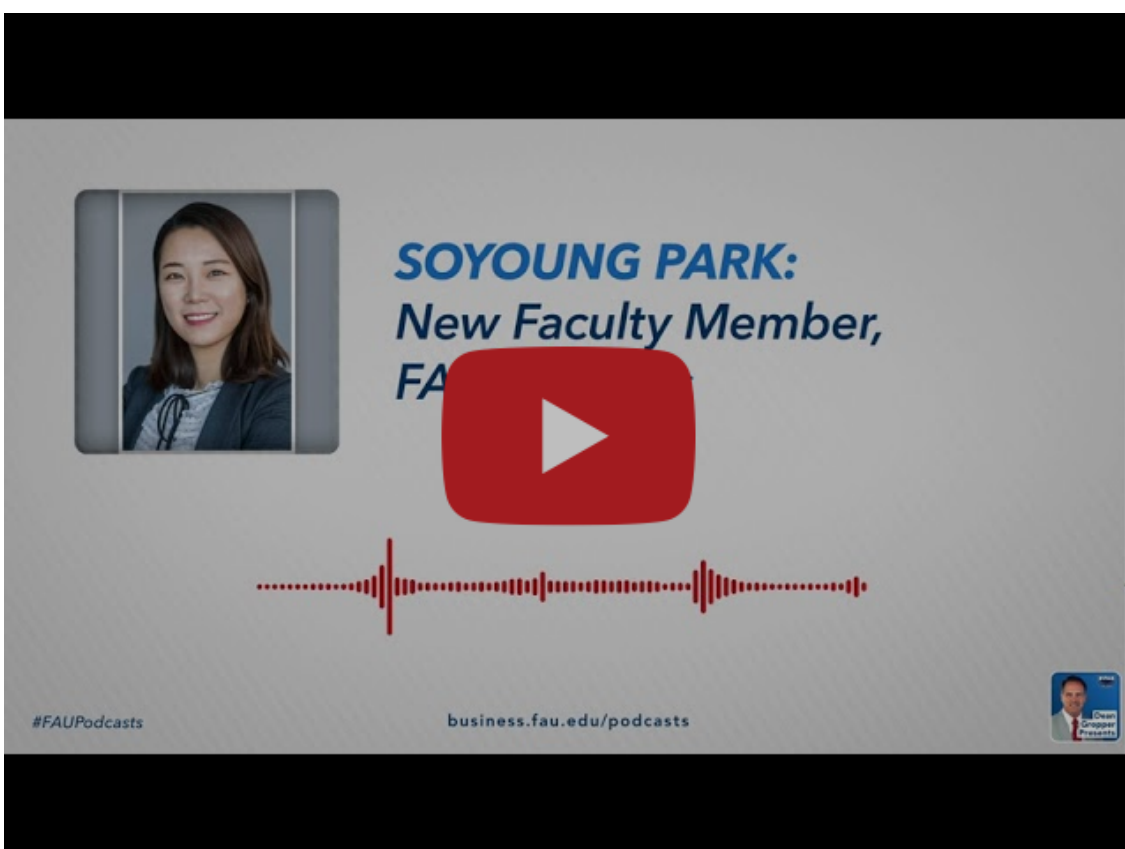 SOYOUNG PARK:
New Faculty Member,
#FAUPodcasts
business.fau.edu/podcasts
Dean
Gropper
Presents